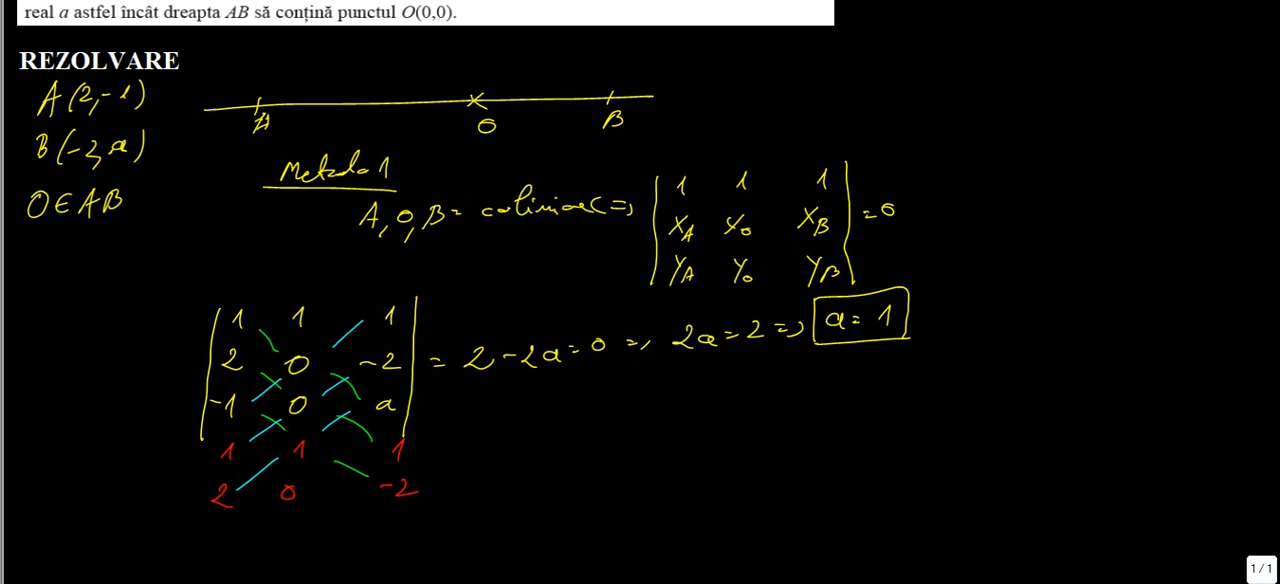 real a astfel încât dreapta AB să conțină punctul O(0,0).
REZOLVARE
A(2,-1)
B(-2,a)
O∈AB
A O B
Metoda 1
A, O, B = coliniare =>
| 1 1 1 |
| X_A X_O X_B | = 0
| Y_A Y_O Y_B |
| 1 1 1 |
| 2 0 -2 | = 2-2a=0 => 2a=2 => a=1
| -1 0 a |
1 1 1
2 0 -2
1 / 1